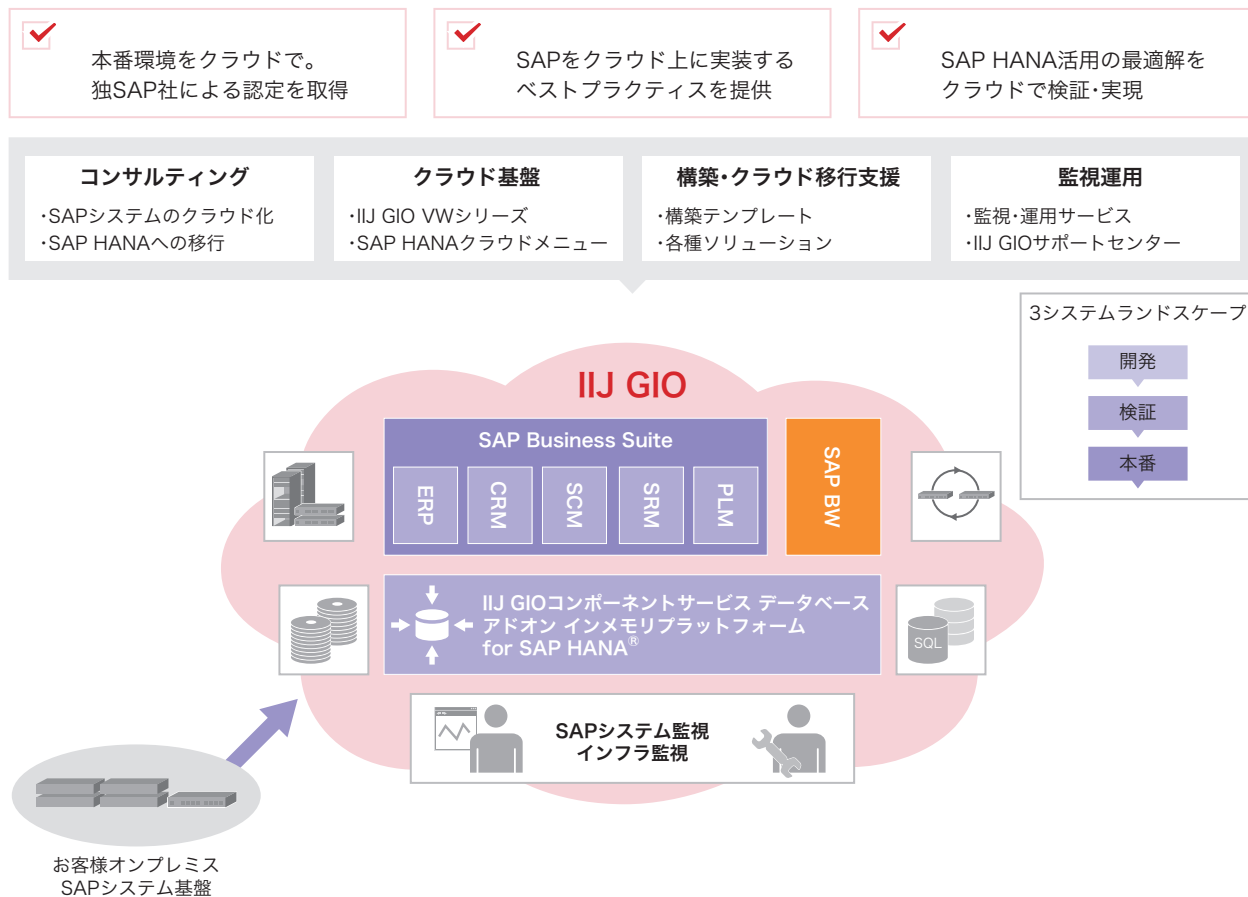 本番環境をクラウドで。
独SAP社による認定を取得
SAPをクラウド上に実装する
ベストプラクティスを提供
SAP HANA活用の最適解を
クラウドで検証・実現
コンサルティング
・SAPシステムのクラウド化
・SAP HANAへの移行
クラウド基盤
・IIJ GIO VWシリーズ
・SAP HANAクラウドメニュー
構築・クラウド移行支援
・構築テンプレート
・各種ソリューション
監視運用
・監視・運用サービス
・IIJ GIOサポートセンター
3システムランドスケープ
開発
検証
本番
IIJ GIO
SAP Business Suite
ERP
CRM
SCM
SRM
PLM
SAP BW
IIJ GIOコンポーネントサービス データベース
アドオン インメモリプラットフォーム
for SAP HANA®
SQL
SAPシステム監視
インフラ監視
お客様オンプレミス
SAPシステム基盤